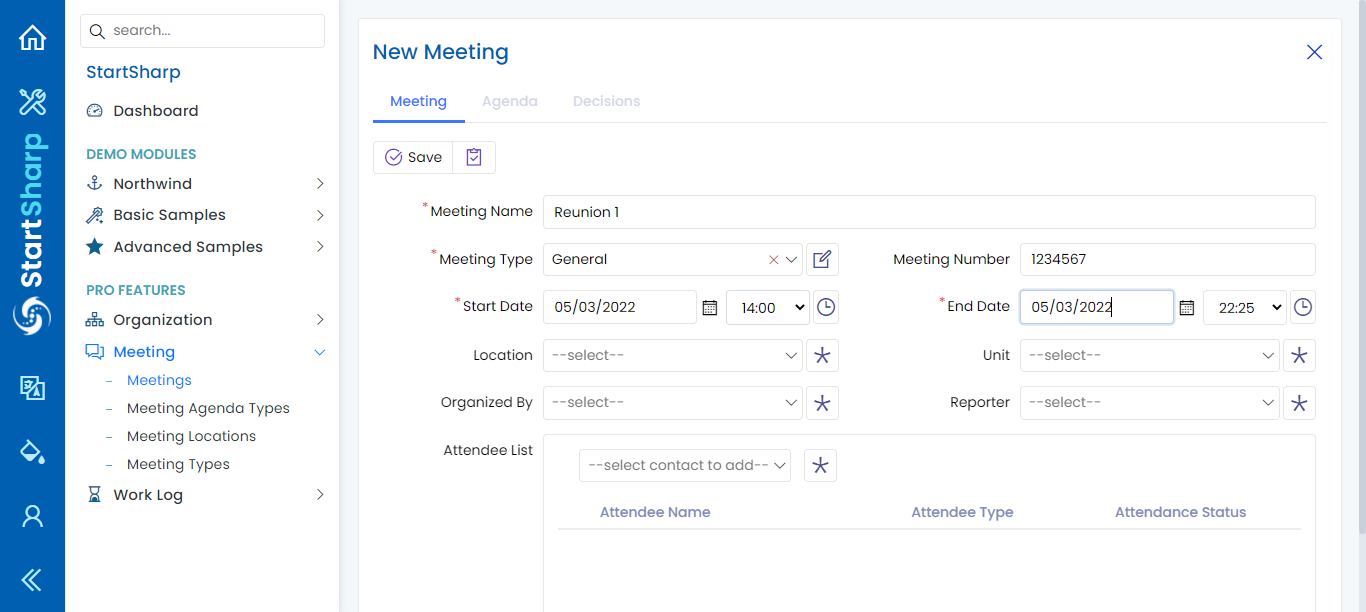 StartSharp
search...
StartSharp
Dashboard
DEMO MODULES
Northwind
Basic Samples
Advanced Samples
PRO FEATURES
Organization
Meeting
Meetings
Meeting Agenda Types
Meeting Locations
Meeting Types
Work Log
New Meeting
Meeting Agenda Decisions
Save
*Meeting Name Reunion 1
*Meeting Type General Meeting Number 1234567
*Start Date 05/03/2022 14:00 *End Date 05/03/2022 22:25
Location --select-- Unit --select--
Organized By --select-- Reporter --select--
Attendee List
--select contact to add--
Attendee Name Attendee Type Attendance Status